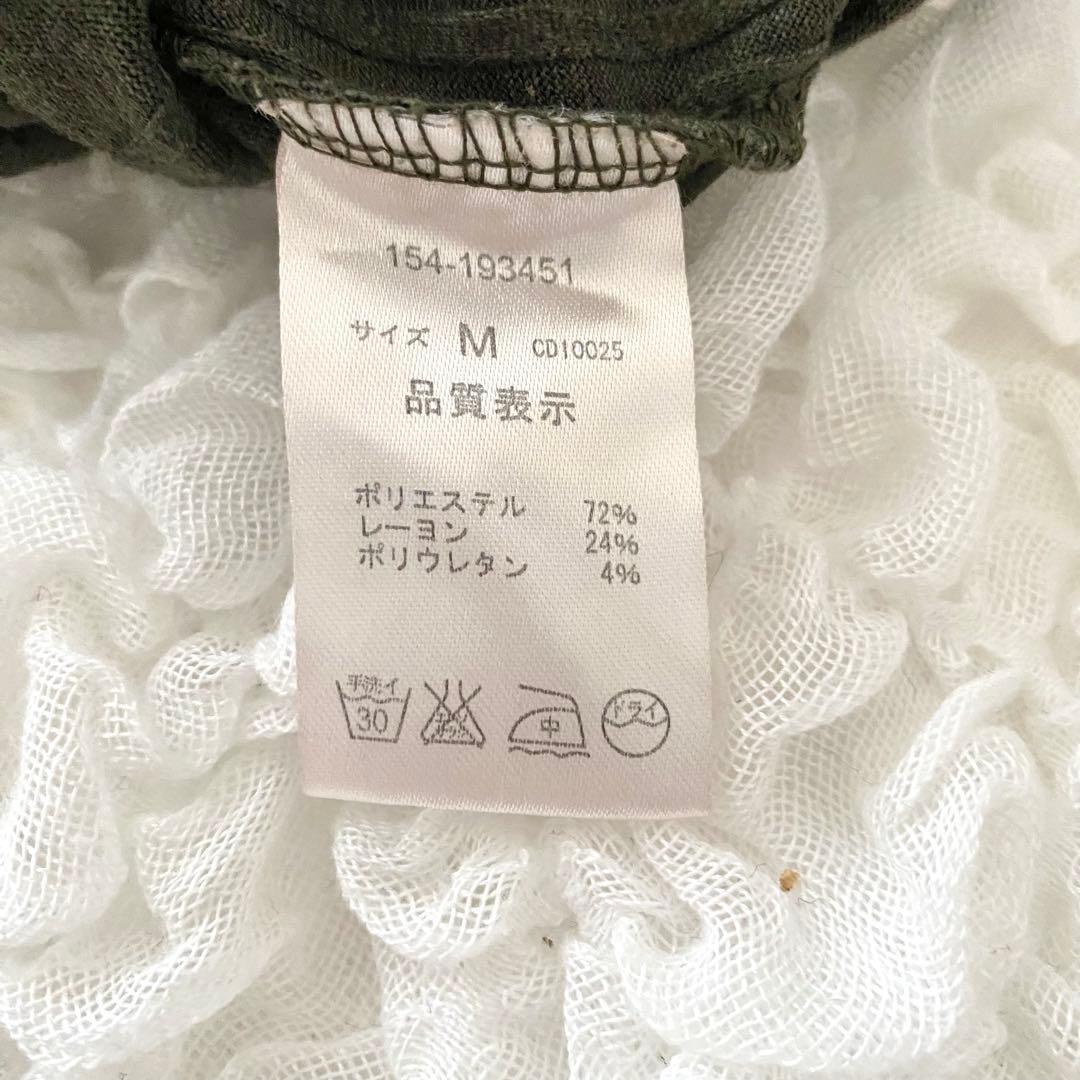 154-193451
サイズ M CD10025
品質表示
ポリエステル 72%
レーヨン 24%
ポリウレタン 4%
手洗イ 30 中 ドライ